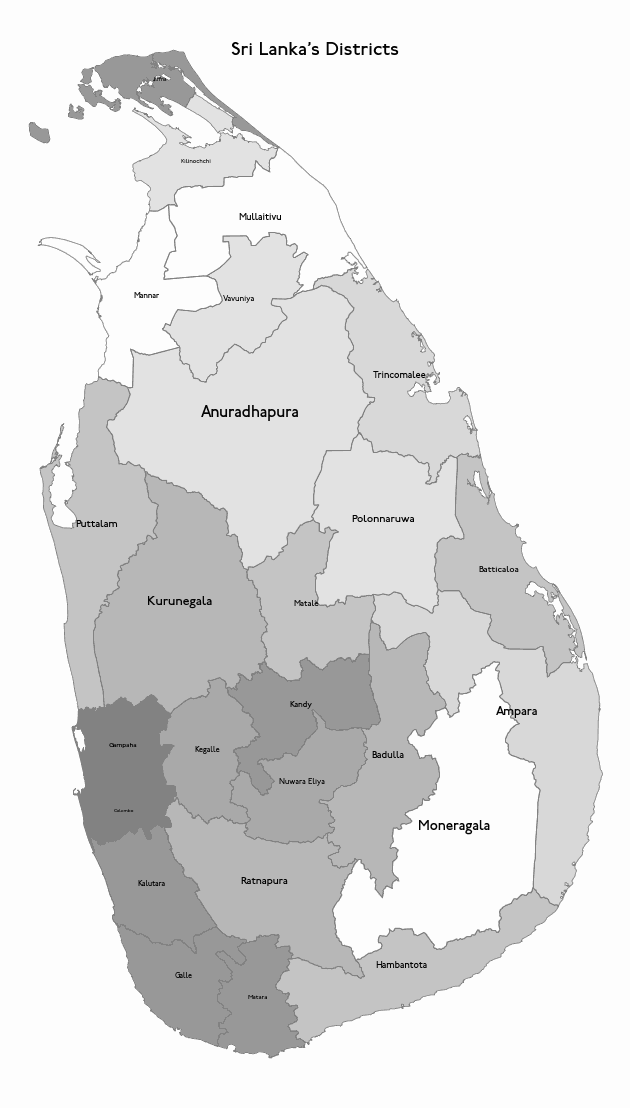 Sri Lanka's Districts
Jaffna
Kilinochchi
Mullaitivu
Mannar
Vavuniya
Trincomalee
Anuradhapura
Polonnaruwa
Puttalam
Batticaloa
Kurunegala
Matale
Kandy
Ampara
Gampaha
Kegalle
Badulla
Nuwara Eliya
Colombo
Moneragala
Ratnapura
Kalutara
Hambantota
Galle
Matara